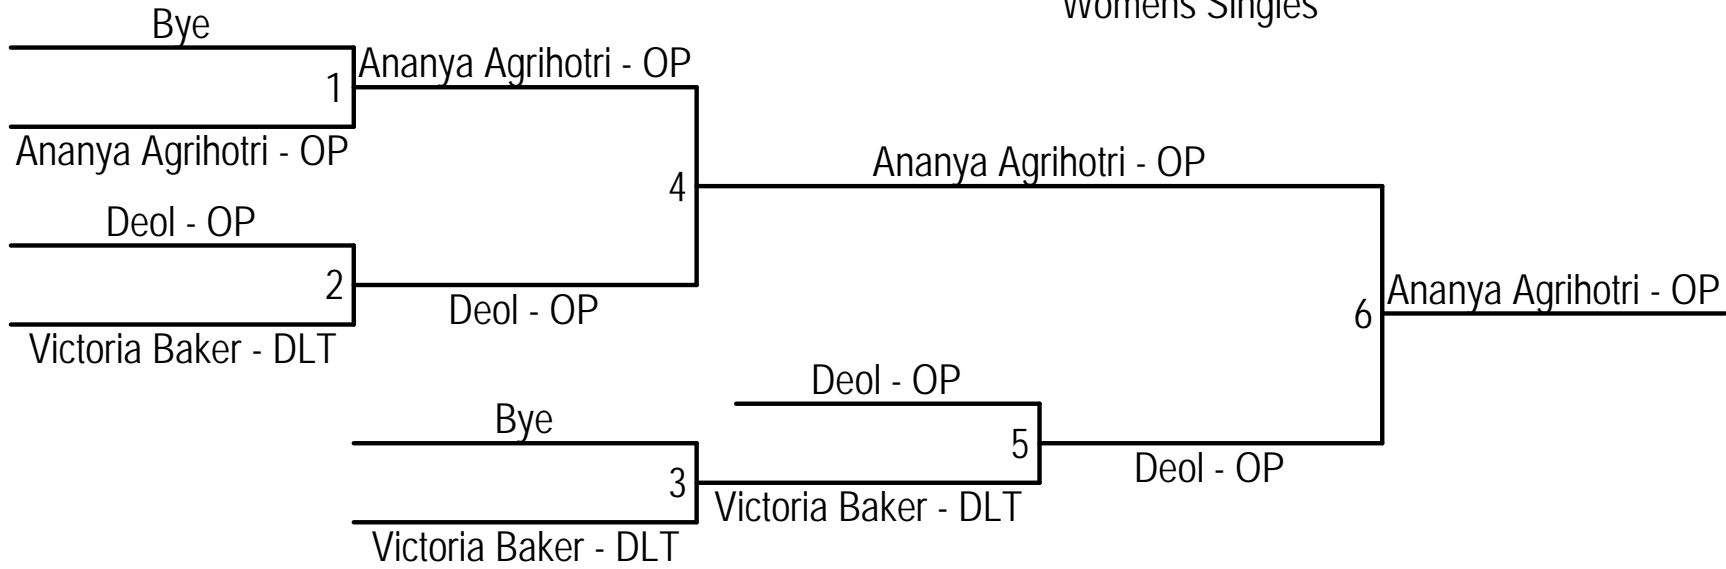 Womens Singles
Bye
Ananya Agrihotri - OP
1
Ananya Agrihotri - OP
Ananya Agrihotri - OP
4
Deol - OP
2
Deol - OP
Victoria Baker - DLT
Ananya Agrihotri - OP
6
Deol - OP
Bye
5
Deol - OP
3
Victoria Baker - DLT
Victoria Baker - DLT